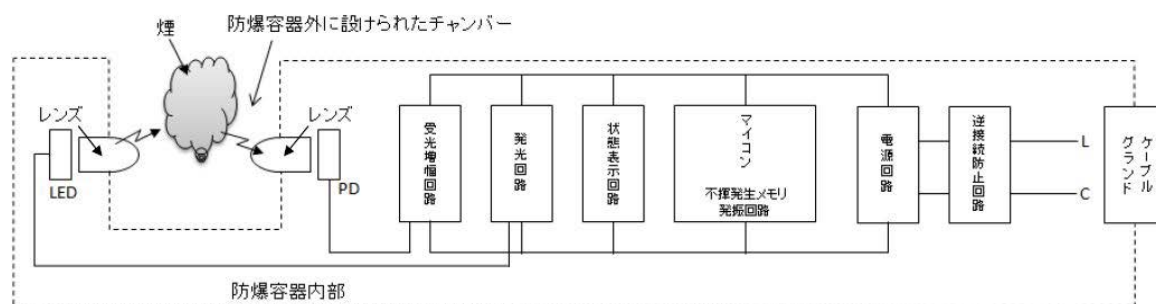 煙
防爆容器外に設けられたチャンバー
レンズ
レンズ
LED
PD
受光増幅回路
発光回路
状態表示回路
マイコン
不揮発生メモリ
発振回路
電源回路
逆接続防止回路
L
C
ケーブル
グランド
防爆容器内部